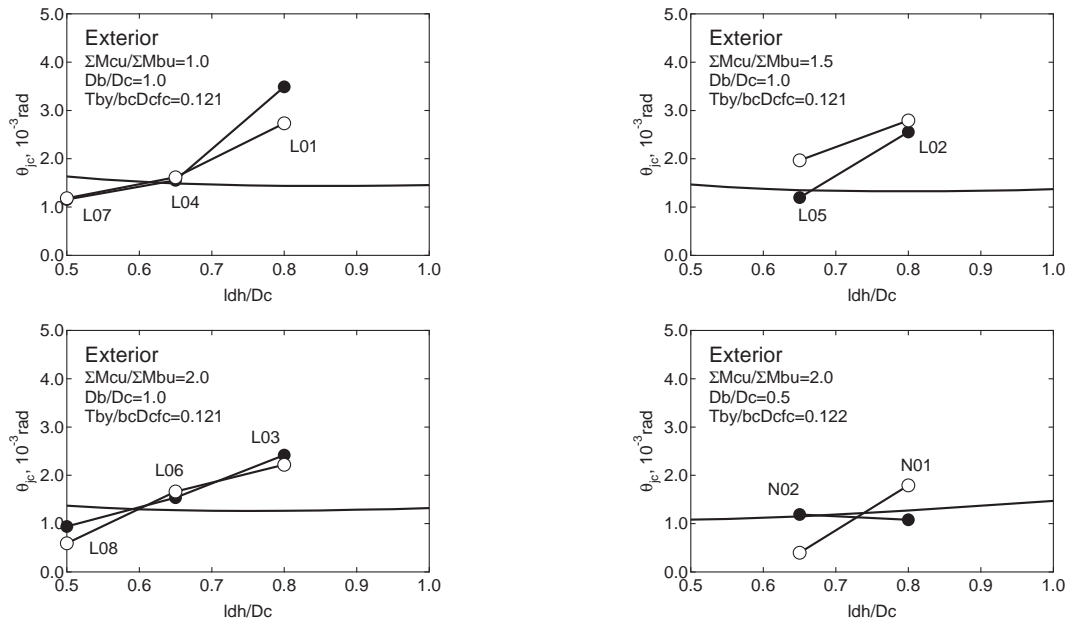 5.0
Exterior
ΣMcu/ΣMbu=1.0
Db/Dc=1.0
Tby/bcDcfc=0.121
4.0
3.0
2.0
1.0
0.0
θjc, 10-3rad
L01
L04
L07
0.5 0.6 0.7 0.8 0.9 1.0
ldh/Dc
5.0
Exterior
ΣMcu/ΣMbu=1.5
Db/Dc=1.0
Tby/bcDcfc=0.121
4.0
3.0
2.0
1.0
0.0
θjc, 10-3rad
L02
L05
0.5 0.6 0.7 0.8 0.9 1.0
ldh/Dc
5.0
Exterior
ΣMcu/ΣMbu=2.0
Db/Dc=1.0
Tby/bcDcfc=0.121
4.0
3.0
2.0
1.0
0.0
θjc, 10-3rad
L03
L06
L08
0.5 0.6 0.7 0.8 0.9 1.0
ldh/Dc
5.0
Exterior
ΣMcu/ΣMbu=2.0
Db/Dc=0.5
Tby/bcDcfc=0.122
4.0
3.0
2.0
1.0
0.0
θjc, 10-3rad
N01
N02
0.5 0.6 0.7 0.8 0.9 1.0
ldh/Dc